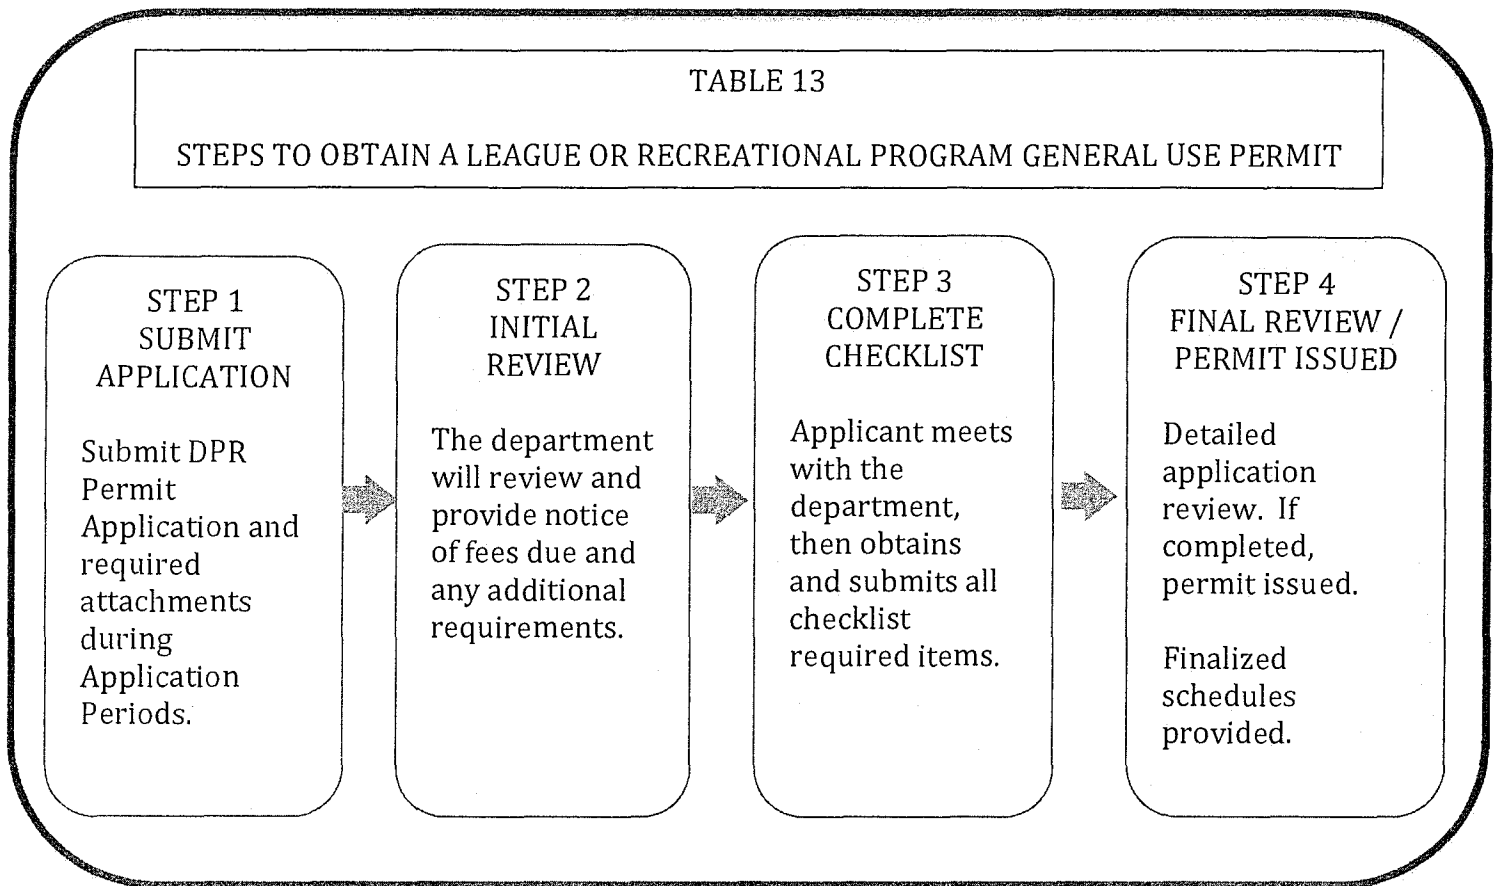 TABLE 13
STEPS TO OBTAIN A LEAGUE OR RECREATIONAL PROGRAM GENERAL USE PERMIT
STEP 1
SUBMIT
APPLICATION
Submit DPR
Permit
Application and
required
attachments
during
Application
Periods.
STEP 2
INITIAL
REVIEW
The department
will review and
provide notice
of fees due and
any additional
requirements.
STEP 3
COMPLETE
CHECKLIST
Applicant meets
with the
department,
then obtains
and submits all
checklist
required items.
STEP 4
FINAL REVIEW /
PERMIT ISSUED
Detailed
application
review.  If
completed,
permit issued.
Finalized
schedules
provided.